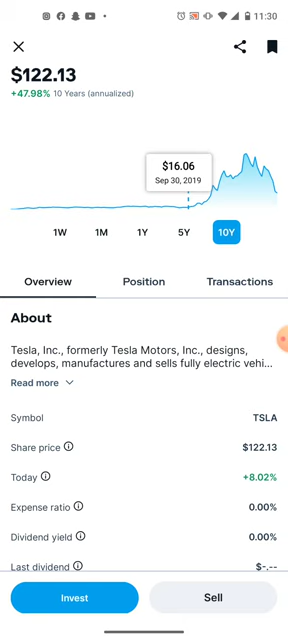 11:30
$122.13
+47.98% 10 Years (annualized)
$16.06
Sep 30, 2019
1W 1M 1Y 5Y 10Y
Overview Position Transactions
About
Tesla, Inc., formerly Tesla Motors, Inc., designs,
develops, manufactures and sells fully electric vehi...
Read more
Symbol TSLA
Share price $122.13
Today +8.02%
Expense ratio 0.00%
Dividend yield 0.00%
Last dividend $-.--
Invest Sell